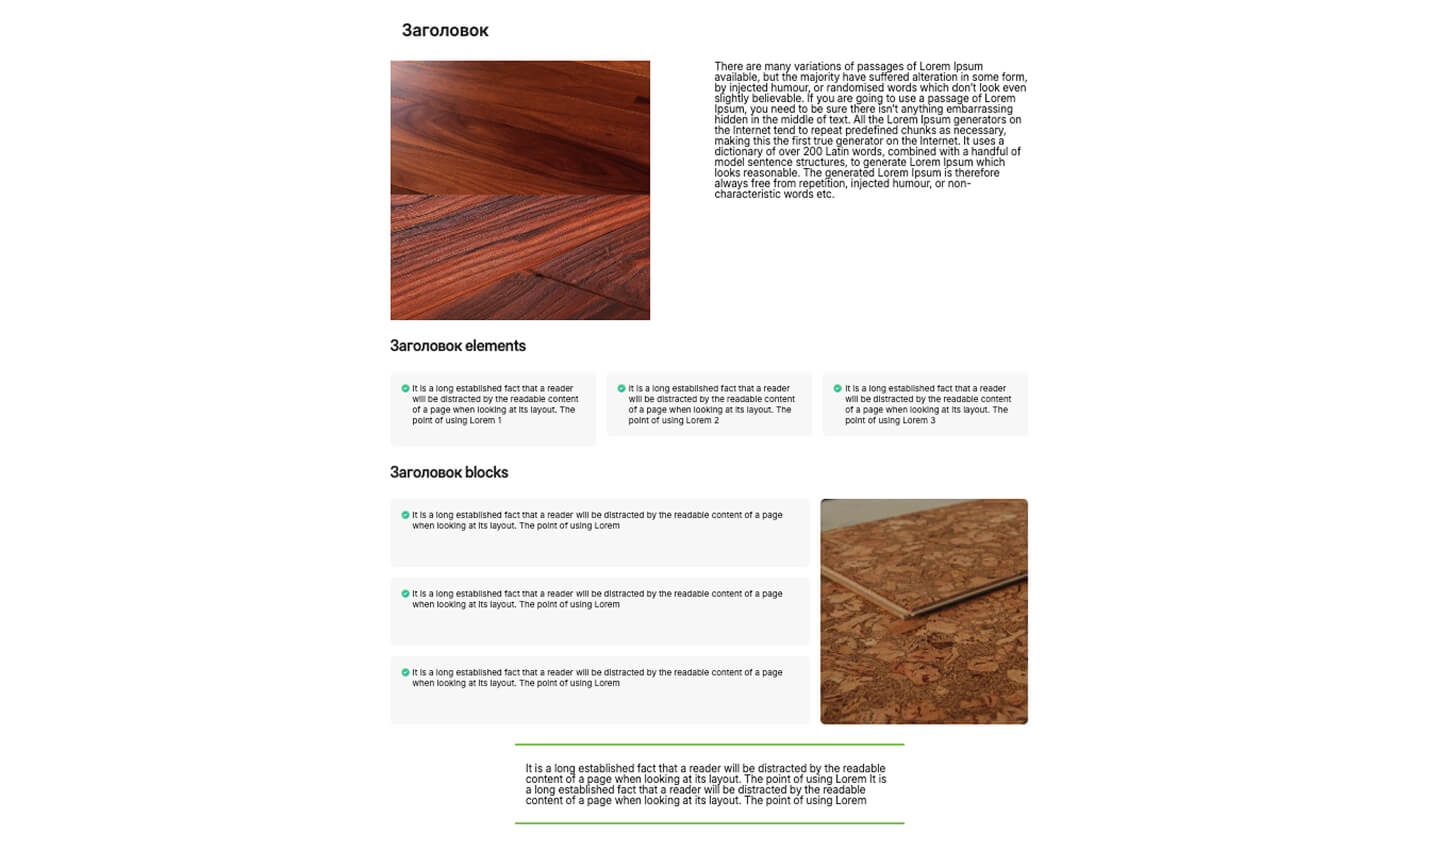 Заголовок
There are many variations of passages of Lorem Ipsum
available, but the majority have suffered alteration in some form,
by injected humour, or randomised words which don't look even
slightly believable. If you are going to use a passage of Lorem
Ipsum, you need to be sure there isn't anything embarrassing
hidden in the middle of text. All the Lorem Ipsum generators on
the Internet tend to repeat predefined chunks as necessary,
making this the first true generator on the Internet. It uses a
dictionary of over 200 Latin words, combined with a handful of
model sentence structures, to generate Lorem Ipsum which
looks reasonable. The generated Lorem Ipsum is therefore
always free from repetition, injected humour, or non-
characteristic words etc.
Заголовок elements
It is a long established fact that a reader
will be distracted by the readable content
of a page when looking at its layout. The
point of using Lorem 1
It is a long established fact that a reader
will be distracted by the readable content
of a page when looking at its layout. The
point of using Lorem 2
It is a long established fact that a reader
will be distracted by the readable content
of a page when looking at its layout. The
point of using Lorem 3
Заголовок blocks
It is a long established fact that a reader will be distracted by the readable content of a page
when looking at its layout. The point of using Lorem
It is a long established fact that a reader will be distracted by the readable content of a page
when looking at its layout. The point of using Lorem
It is a long established fact that a reader will be distracted by the readable content of a page
when looking at its layout. The point of using Lorem
It is a long established fact that a reader will be distracted by the readable
content of a page when looking at its layout. The point of using Lorem It is
a long established fact that a reader will be distracted by the readable
content of a page when looking at its layout. The point of using Lorem